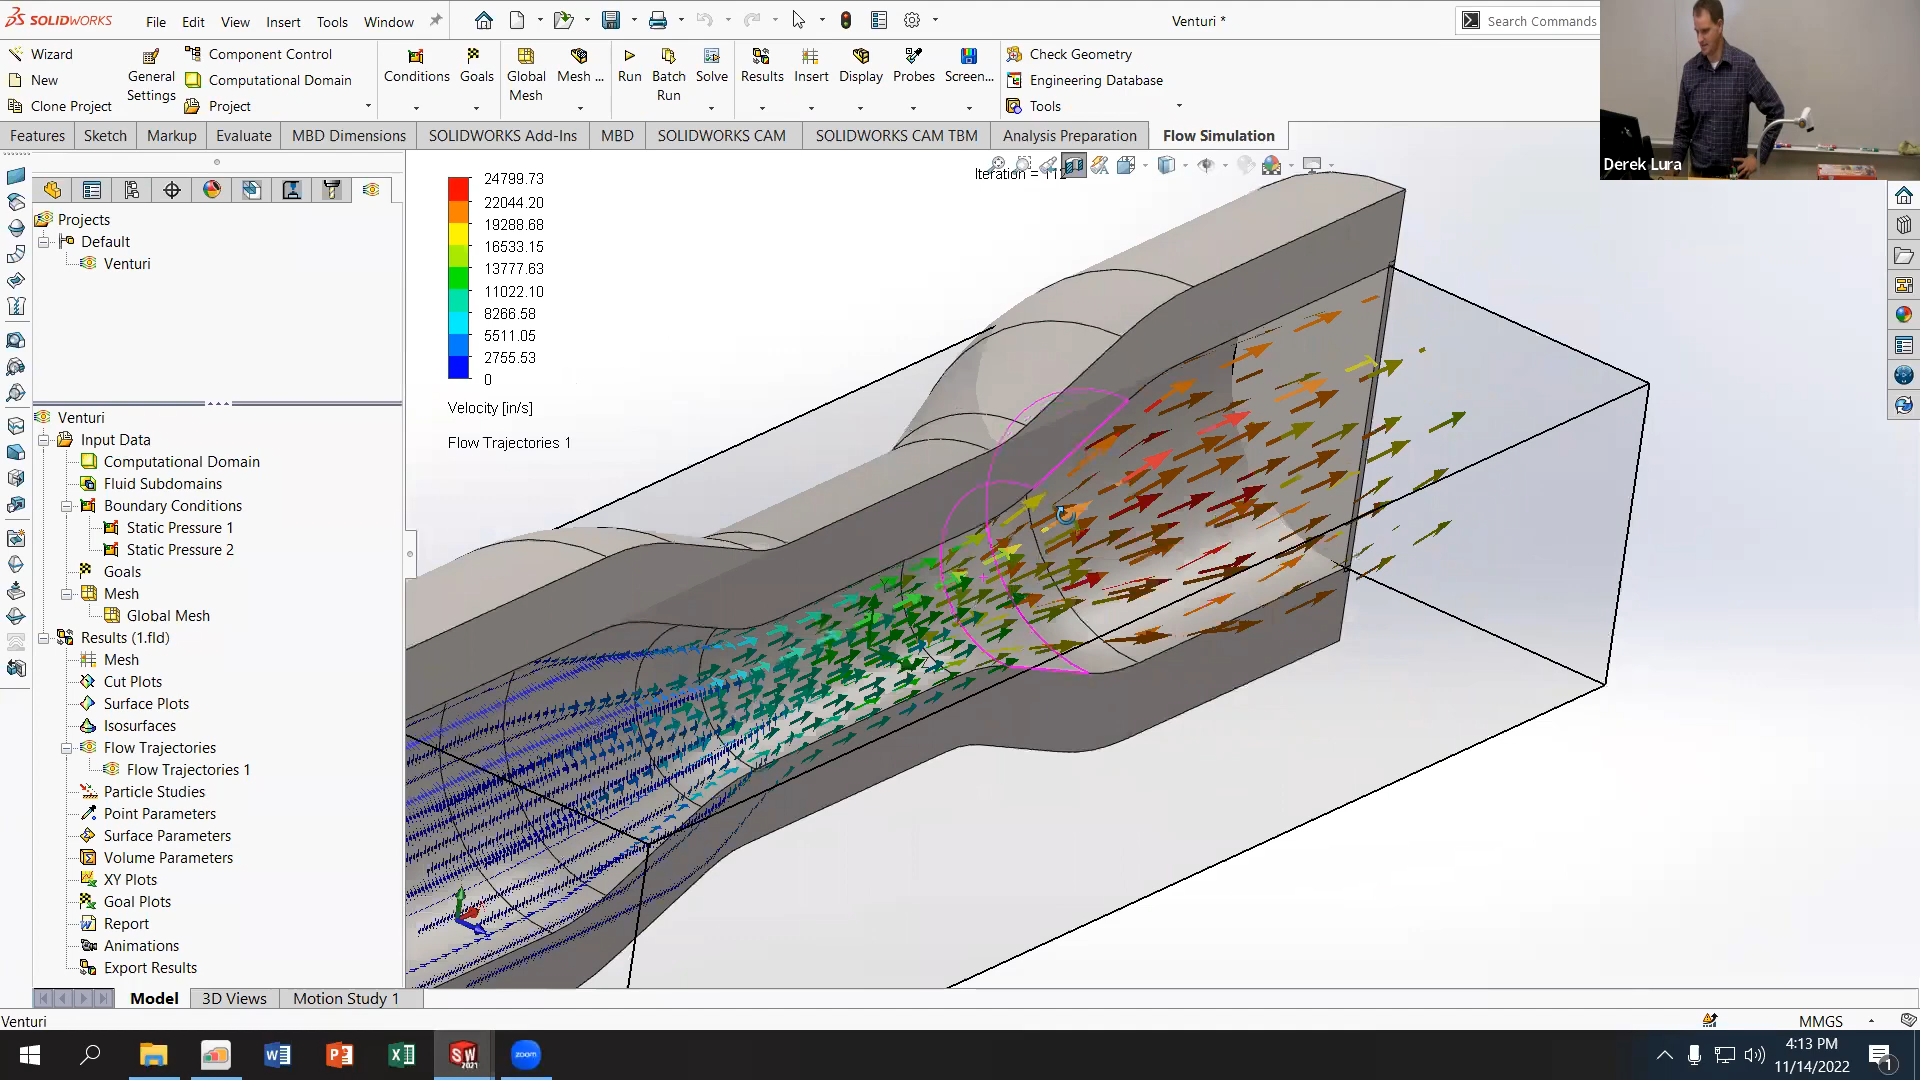 SOLIDWORKS
File Edit View Insert Tools Window
Venturi *
Search Commands
Wizard
New
Clone Project
General Settings
Component Control
Computational Domain
Project
Conditions
Goals
Global Mesh
Mesh ...
Run
Batch Run
Solve
Results
Insert
Display
Probes
Screen...
Check Geometry
Engineering Database
Tools
Features Sketch Markup Evaluate MBD Dimensions SOLIDWORKS Add-Ins MBD SOLIDWORKS CAM SOLIDWORKS CAM TBM Analysis Preparation Flow Simulation
Derek Lura
Projects
Default
Venturi
Venturi
Input Data
Computational Domain
Fluid Subdomains
Boundary Conditions
Static Pressure 1
Static Pressure 2
Goals
Mesh
Global Mesh
Results (1.fld)
Mesh
Cut Plots
Surface Plots
Isosurfaces
Flow Trajectories
Flow Trajectories 1
Particle Studies
Point Parameters
Surface Parameters
Volume Parameters
XY Plots
Goal Plots
Report
Animations
Export Results
Iteration = 112
24799.73
22044.20
19288.68
16533.15
13777.63
11022.10
8266.58
5511.05
2755.53
0
Velocity [in/s]
Flow Trajectories 1
Model 3D Views Motion Study 1
Venturi
MMGS
SW 2021
zoom
4:13 PM
11/14/2022
1